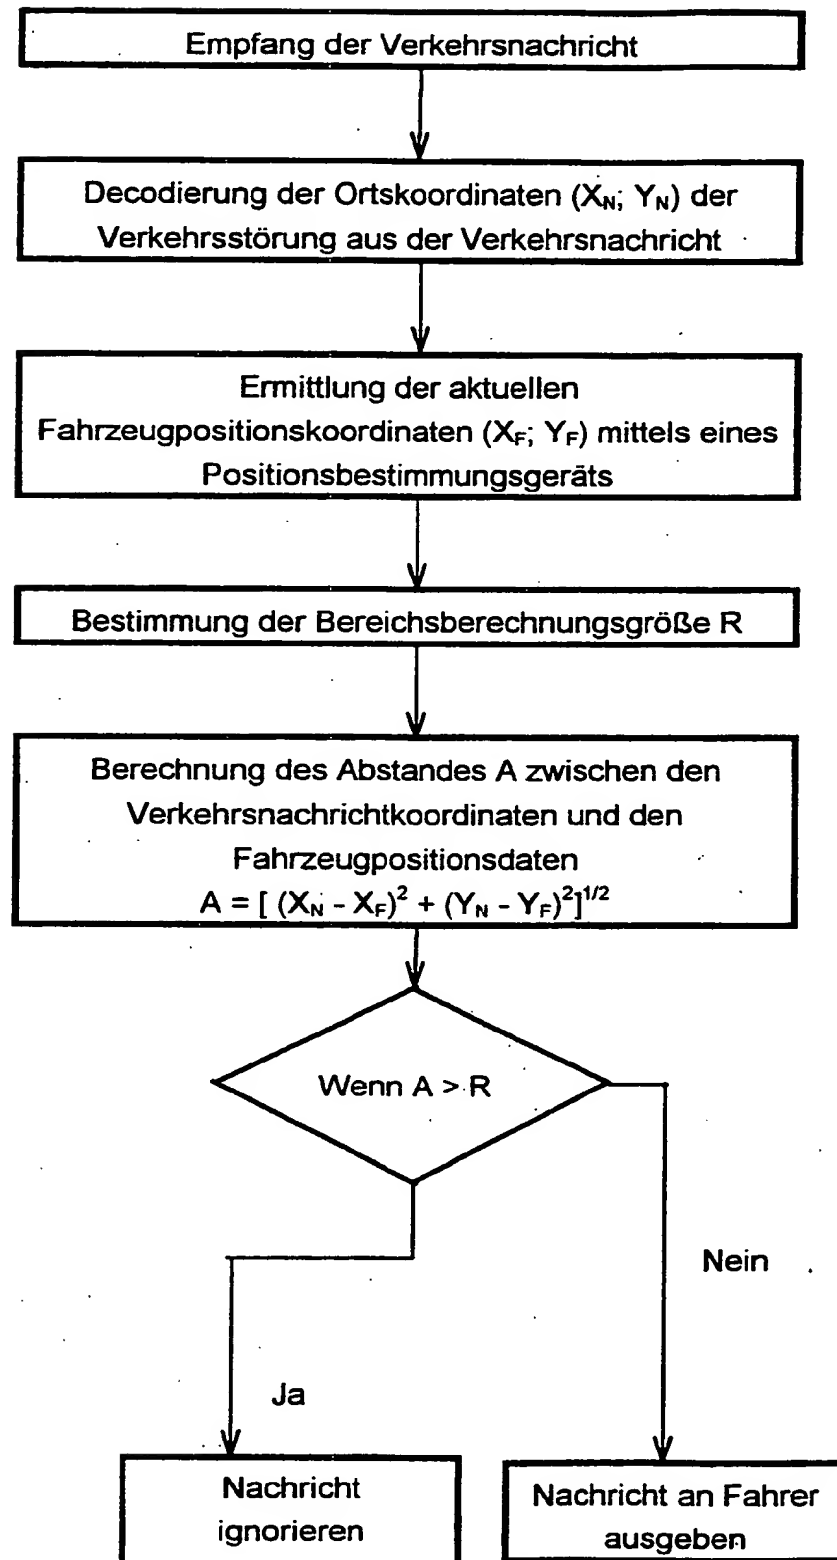 Empfang der Verkehrsnachricht
Decodierung der Ortskoordinaten (X_N; Y_N) der
Verkehrsstörung aus der Verkehrsnachricht
Ermittlung der aktuellen
Fahrzeugpositionskoordinaten (X_F; Y_F) mittels eines
Positionsbestimmungsgeräts
Bestimmung der Bereichsberechnungsgröße R
Berechnung des Abstandes A zwischen den
Verkehrsnachrichtkoordinaten und den
Fahrzeugpositionsdaten
A = [ (X_N - X_F)² + (Y_N - Y_F)²]^1/2
Wenn A > R
Nein
Ja
Nachricht
ignorieren
Nachricht an Fahrer
ausgeben